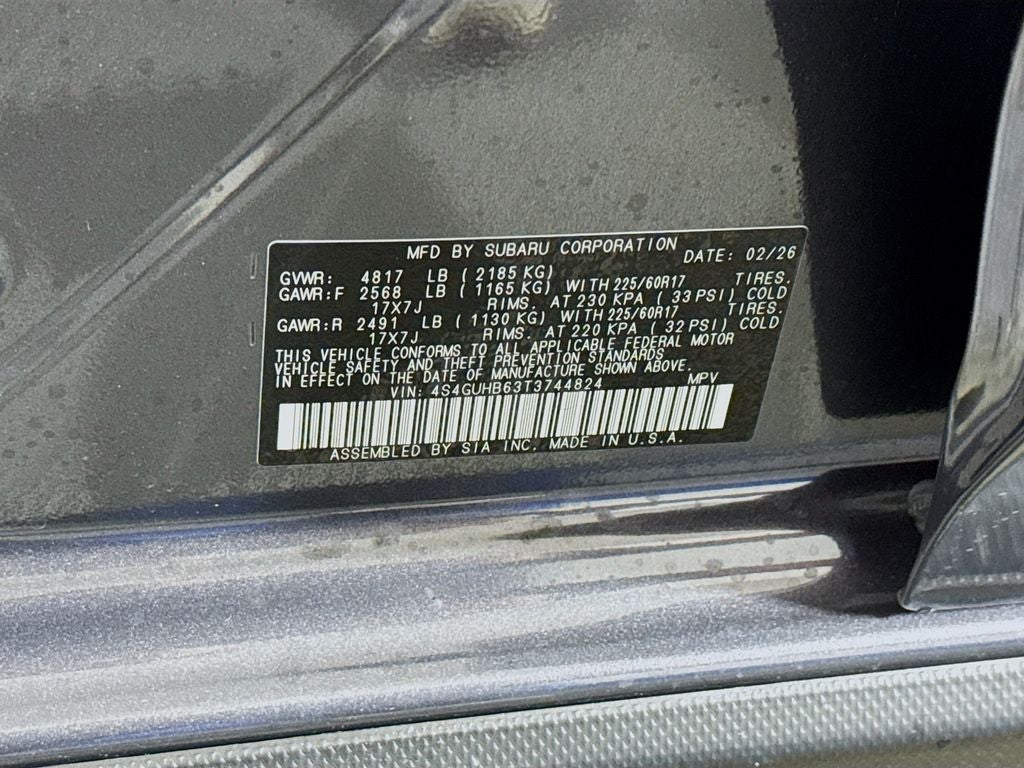 MFD BY SUBARU CORPORATION DATE: 02/26
GVWR: 4817 LB ( 2185 KG)
GAWR:F 2568 LB ( 1165 KG) WITH 225/60R17 TIRES.
17X7J RIMS. AT 230 KPA ( 33 PSI) COLD
GAWR:R 2491 LB ( 1130 KG) WITH 225/60R17 TIRES.
17X7J RIMS. AT 220 KPA ( 32 PSI) COLD
THIS VEHICLE CONFORMS TO ALL APPLICABLE FEDERAL MOTOR
VEHICLE SAFETY AND THEFT PREVENTION STANDARDS
IN EFFECT ON THE DATE OF MANUFACTURE SHOWN ABOVE.
VIN: 4S4GUHB63T3744824 MPV
ASSEMBLED BY SIA INC. MADE IN U.S.A.